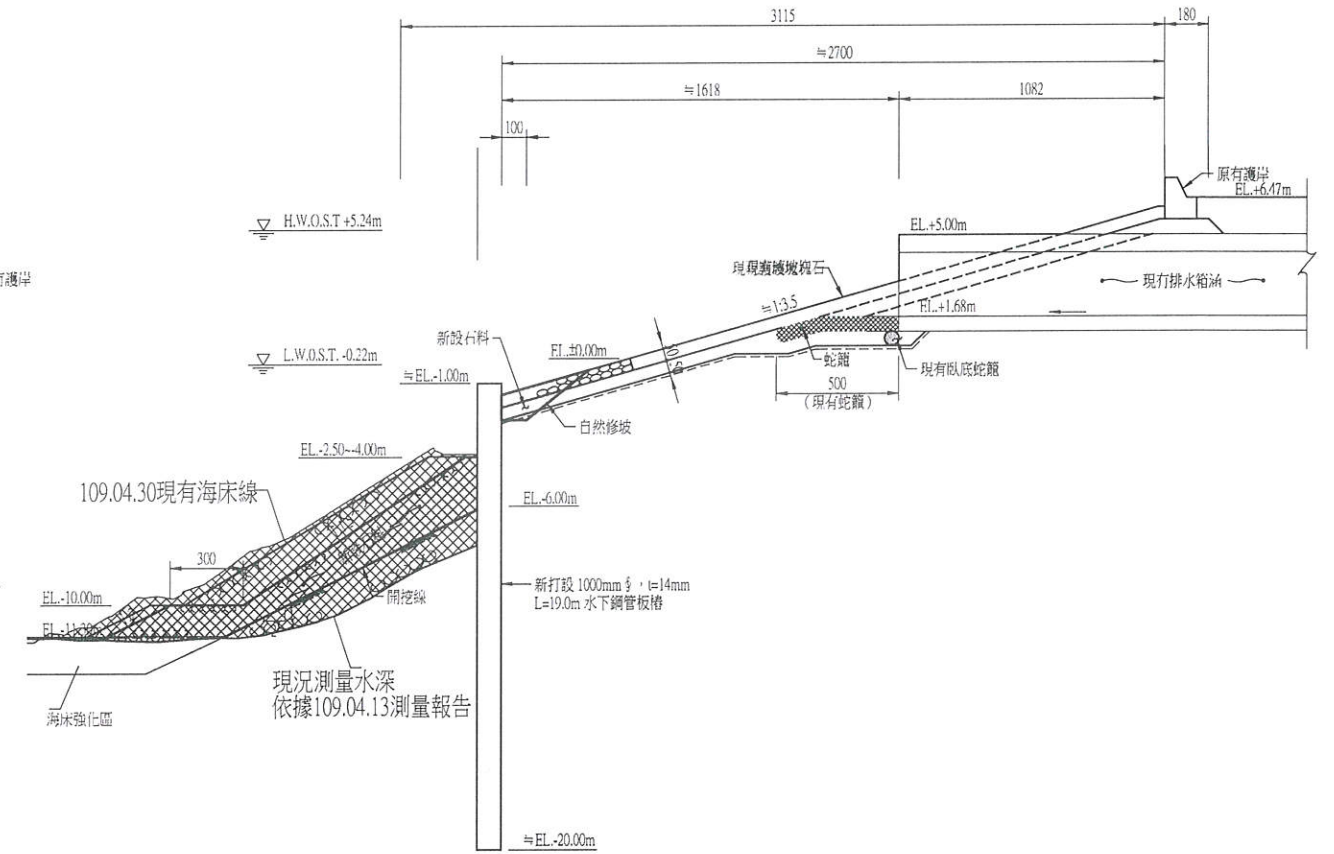 3115
180
≒2700
≒1618
1082
100
原有護岸
EL.+6.47m
H.W.O.S.T +5.24m
EL.+5.00m
有護岸
現有排水箱涵
≒1:3.5
EL.+1.68m
新設石料
L.W.O.S.T. -0.22m
EL.±0.00m
蛇籠
現有臥底蛇籠
≒EL.-1.00m
500
(現有蛇籠)
自然修坡
EL.-2.50~-4.00m
109.04.30現有海床線
EL.-6.00m
300
新打設 1000mm ∮,t=14mm
L=19.0m 水下鋼管板樁
開挖線
EL.-10.00m
現況測量水深
依據109.04.13測量報告
海床強化區
≒EL.-20.00m